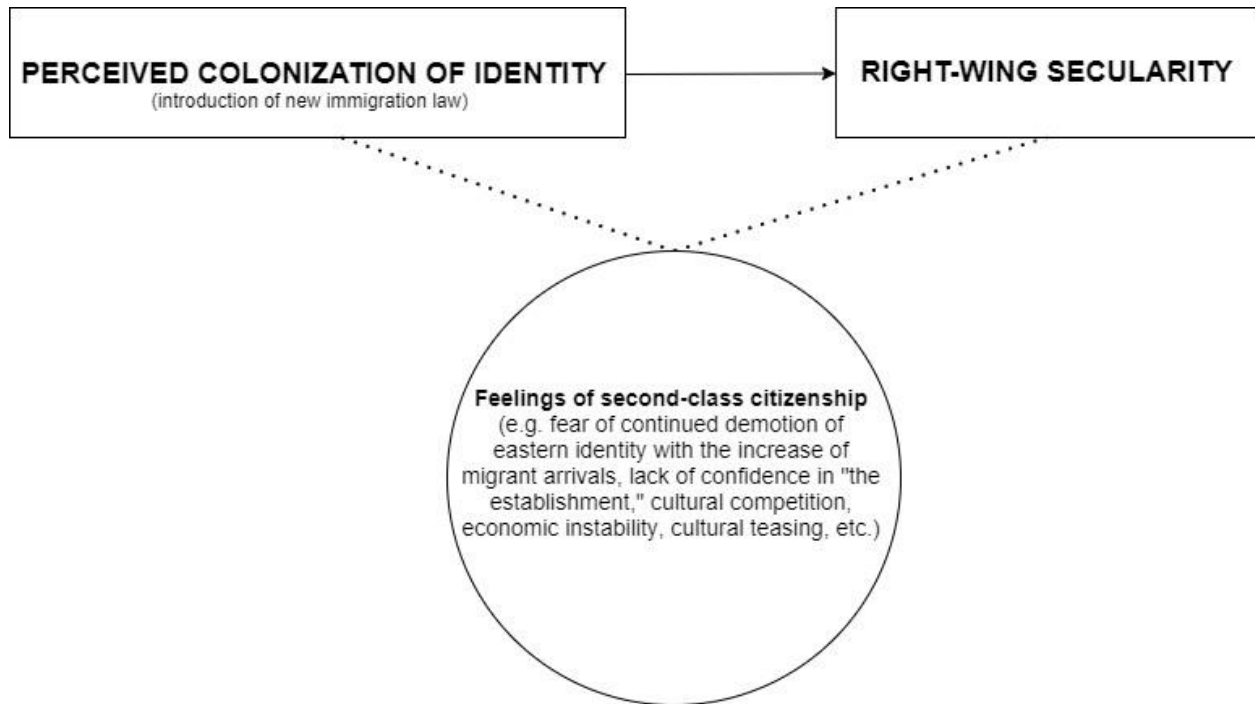 PERCEIVED COLONIZATION OF IDENTITY
(introduction of new immigration law)
RIGHT-WING SECULARITY
Feelings of second-class citizenship
(e.g. fear of continued demotion of
eastern identity with the increase of
migrant arrivals, lack of confidence in "the
establishment," cultural competition,
economic instability, cultural teasing, etc.)